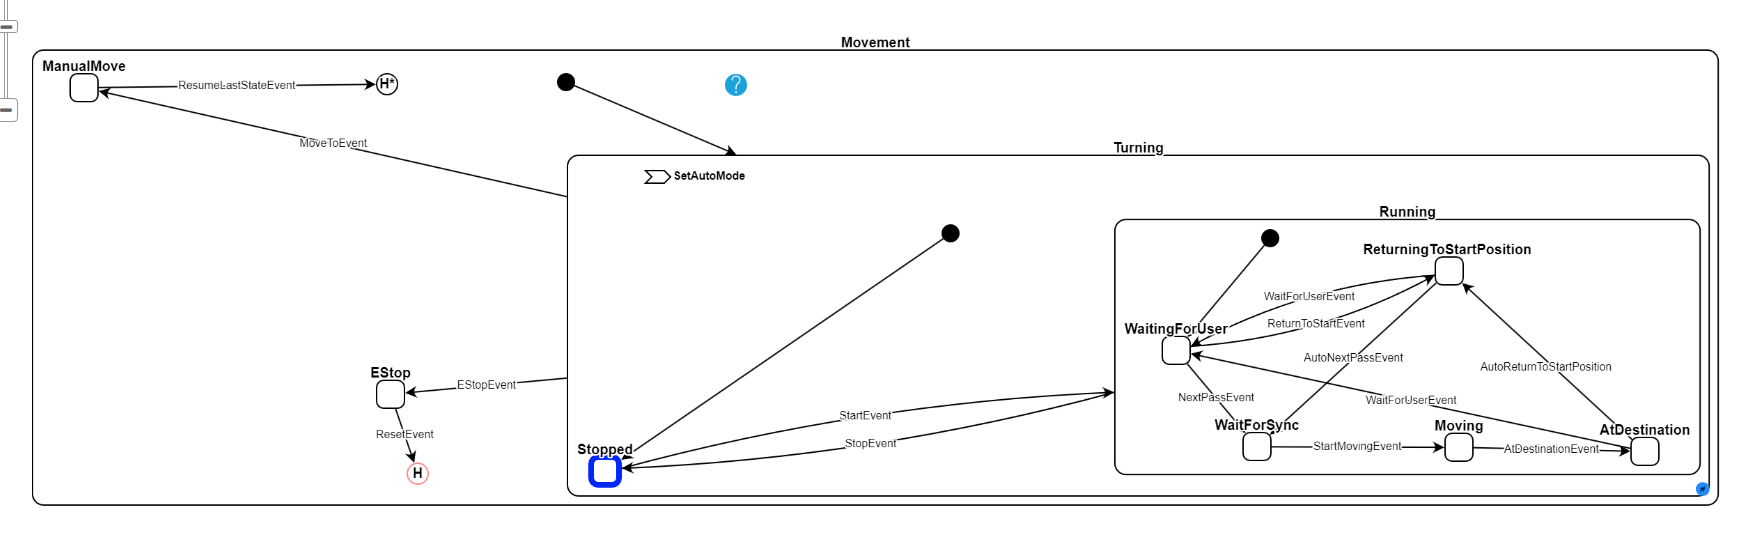 Movement
ManualMove
ResumeLastStateEvent
H*
?
MoveToEvent
Turning
SetAutoMode
Running
ReturningToStartPosition
WaitForUserEvent
ReturnToStartEvent
WaitingForUser
AutoNextPassEvent
AutoReturnToStartPosition
EStop
EStopEvent
NextPassEvent
WaitForUserEvent
StartEvent
WaitForSync
Moving
AtDestination
ResetEvent
StopEvent
Stopped
StartMovingEvent
AtDestinationEvent
H